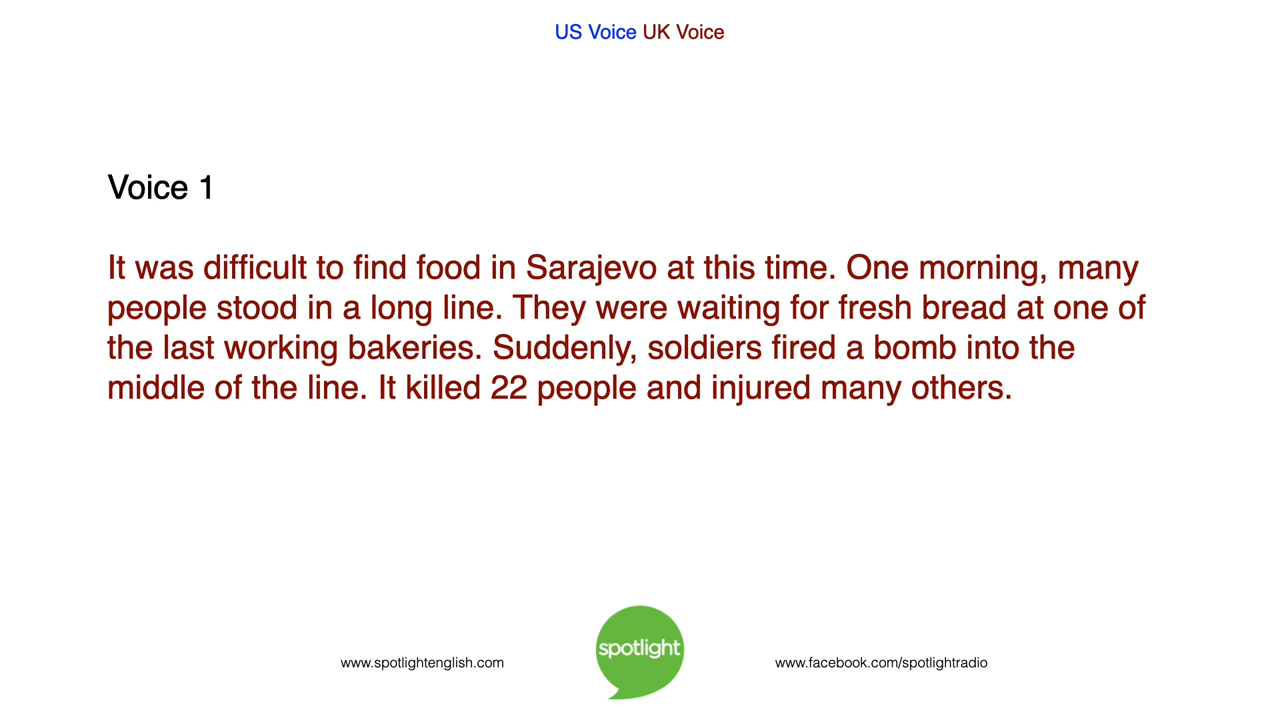 US Voice UK Voice
Voice 1
It was difficult to find food in Sarajevo at this time. One morning, many
people stood in a long line. They were waiting for fresh bread at one of
the last working bakeries. Suddenly, soldiers fired a bomb into the
middle of the line. It killed 22 people and injured many others.
www.spotlightenglish.com
spotlight
www.facebook.com/spotlightradio